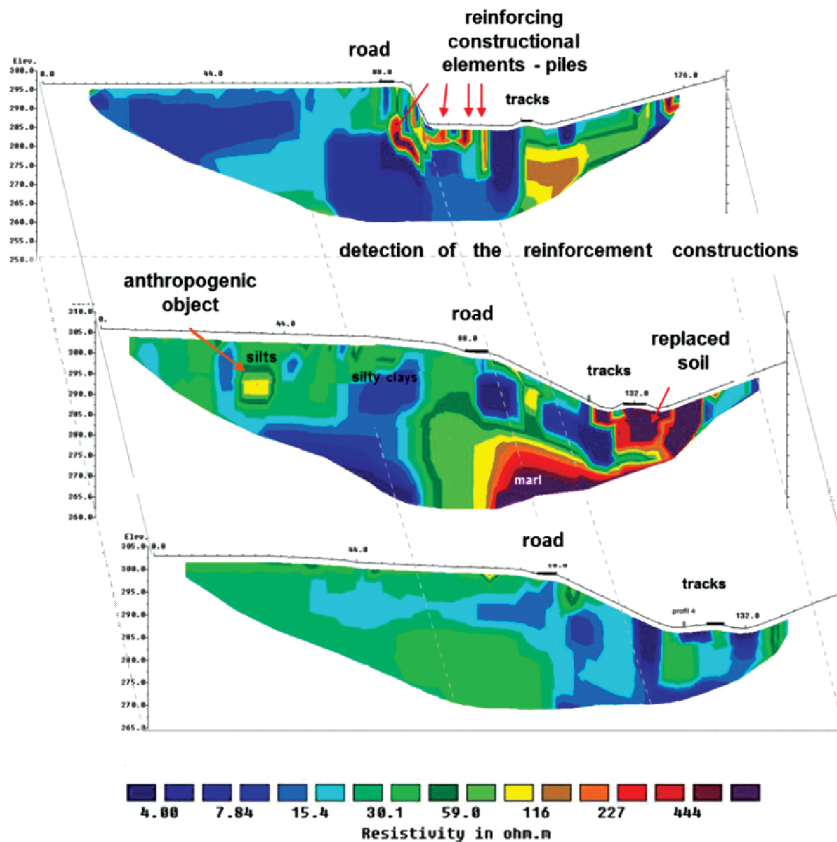 reinforcing
constructional
elements - piles
road
tracks
Elev.
0.0
44.0
88.0
176.0
300.0
295.0
290.0
285.0
280.0
275.0
270.0
265.0
260.0
255.0
250.0
detection of the reinforcement constructions
anthropogenic
object
road
replaced
soil
tracks
0.
44.0
88.0
132.0
310.0
305.0
300.0
295.0
290.0
285.0
280.0
275.0
270.0
265.0
260.0
silts
silty clays
marl
road
tracks
Elev.
0.0
44.0
profil 4
132.0
305.0
300.0
295.0
290.0
285.0
280.0
275.0
270.0
265.0
4.00 7.84 15.4 30.1 59.0 116 227 444
Resistivity in ohm.m